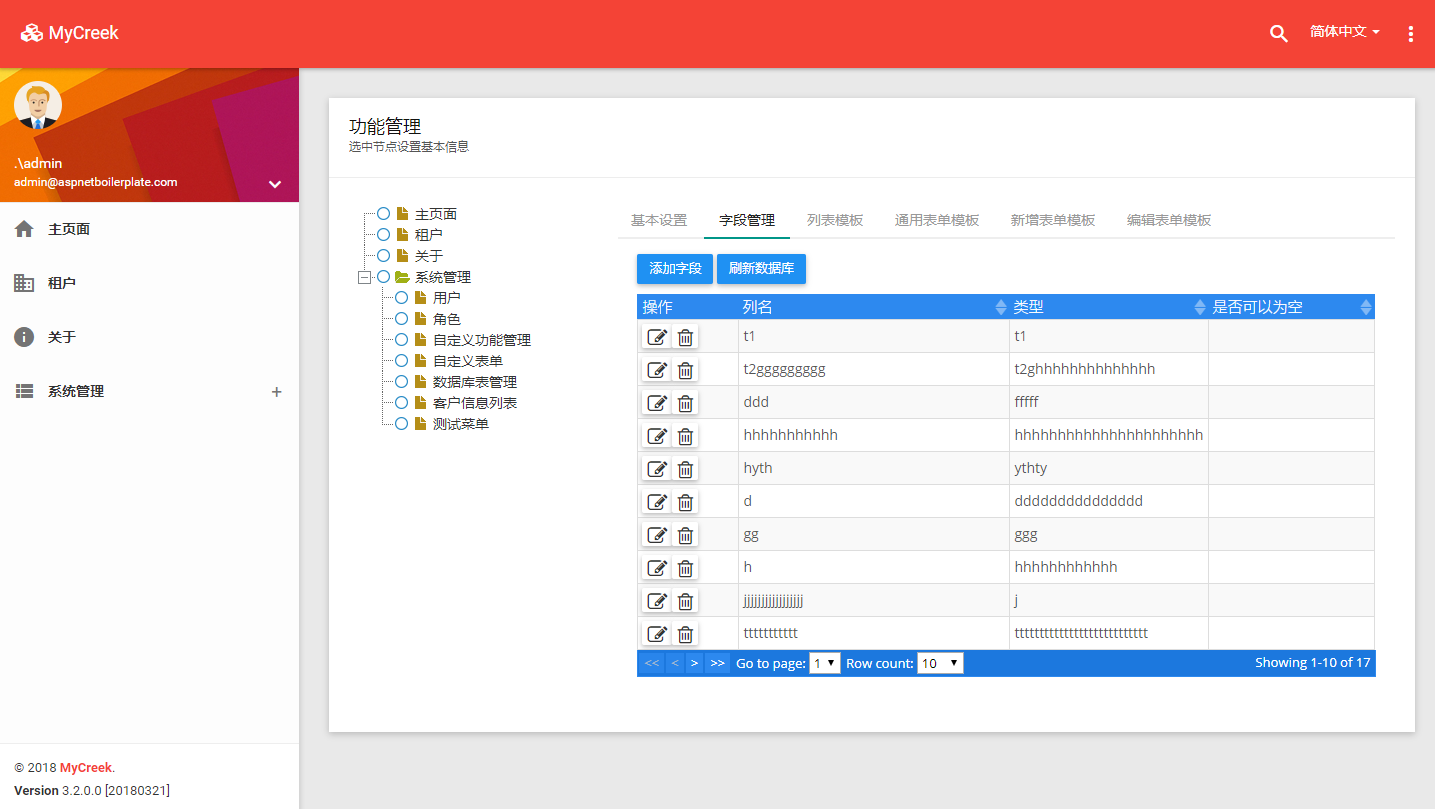 MyCreek
简体中文
.\admin
admin@aspnetboilerplate.com
主页面
租户
关于
系统管理
+
© 2018 MyCreek.
Version 3.2.0.0 [20180321]
功能管理
选中节点设置基本信息
主页面
租户
关于
系统管理
用户
角色
自定义功能管理
自定义表单
数据库表管理
客户信息列表
测试菜单
基本设置 字段管理 列表模板 通用表单模板 新增表单模板 编辑表单模板
添加字段 刷新数据库
操作 列名 类型 是否可以为空
t1 t1
t2ggggggggg t2ghhhhhhhhhhhhhh
ddd fffff
hhhhhhhhhhh hhhhhhhhhhhhhhhhhhhhhh
hyth ythty
d ddddddddddddddd
gg ggg
h hhhhhhhhhhhh
jjjjjjjjjjjjjjjjj j
ttttttttttt ttttttttttttttttttttttttttt
<< < > >> Go to page: 1 Row count: 10 Showing 1-10 of 17